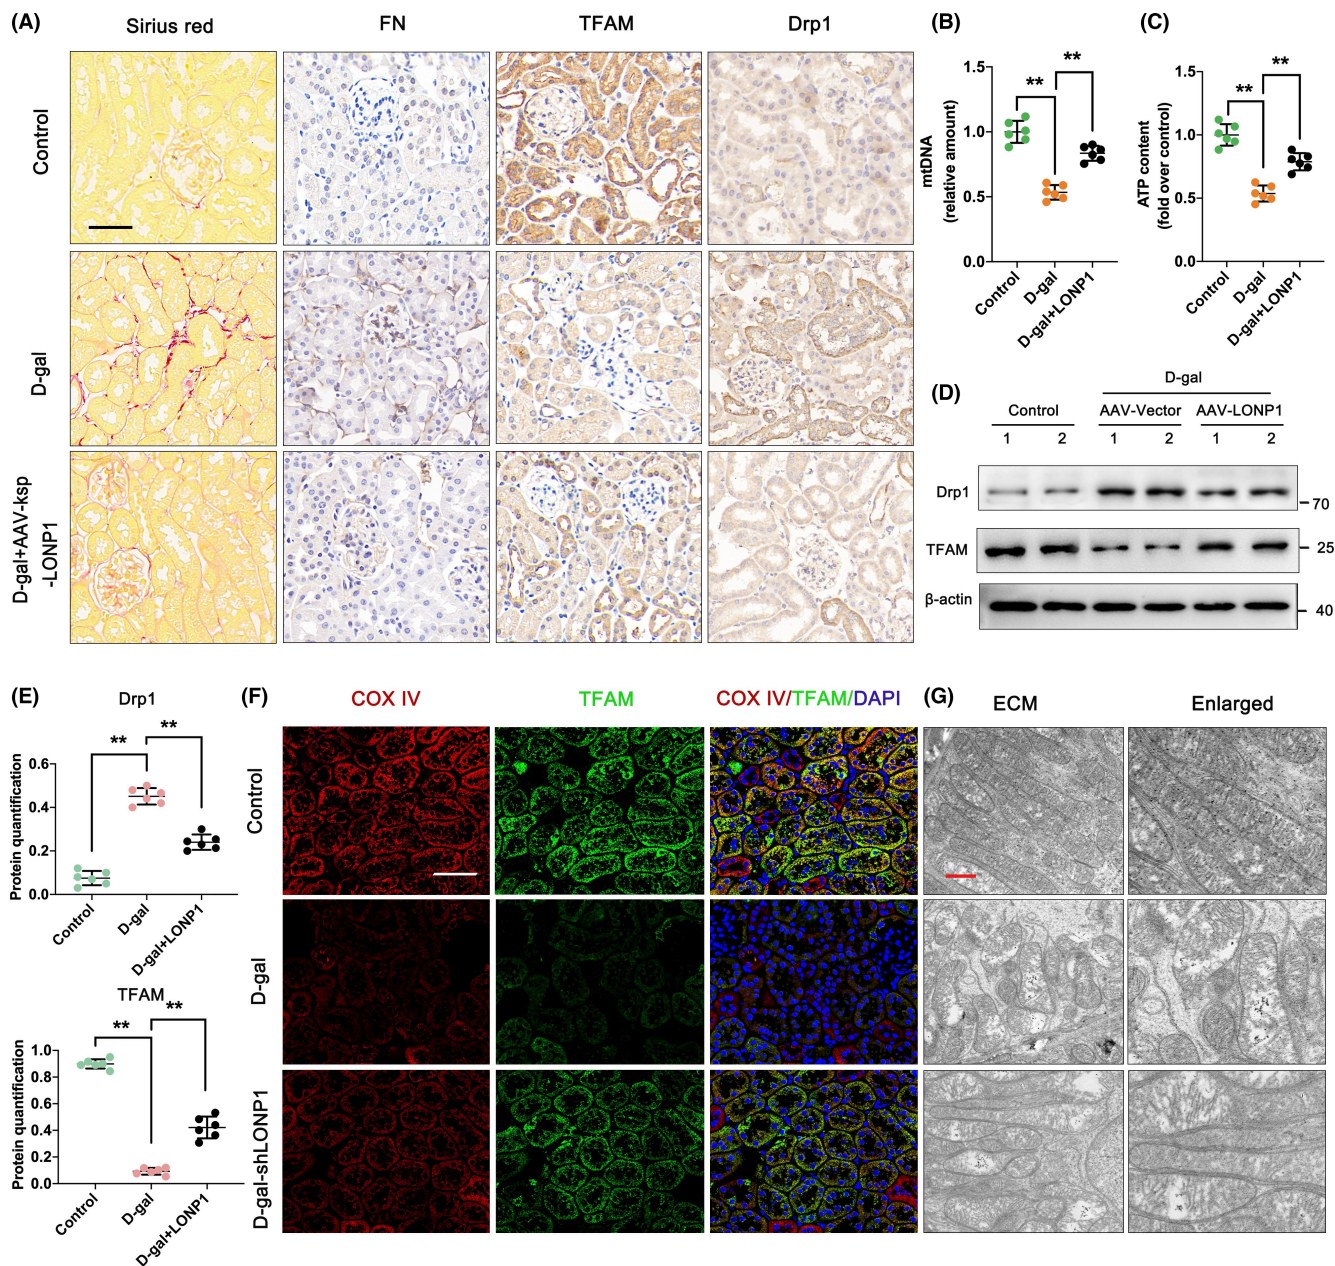 (A)
Sirius red
FN
TFAM
Drp1
Control
D-gal
D-gal+AAV-ksp
-LONP1
(B)
mtDNA
(relative amount)
1.5
1.0
0.5
0.0
**
**
Control
D-gal
D-gal+LONP1
(C)
ATP content
(fold over control)
1.5
1.0
0.5
0.0
**
**
Control
D-gal
D-gal+LONP1
(D)
D-gal
Control
AAV-Vector
AAV-LONP1
1 2 1 2 1 2
Drp1
70
TFAM
25
β-actin
40
(E)
Drp1
Protein quantification
0.6
0.4
0.2
0.0
**
**
Control
D-gal
D-gal+LONP1
TFAM
Protein quantification
1.0
0.8
0.6
0.4
0.2
0.0
**
**
Control
D-gal
D-gal+LONP1
(F)
COX IV
TFAM
COX IV/TFAM/DAPI
Control
D-gal
D-gal-shLONP1
(G)
ECM
Enlarged